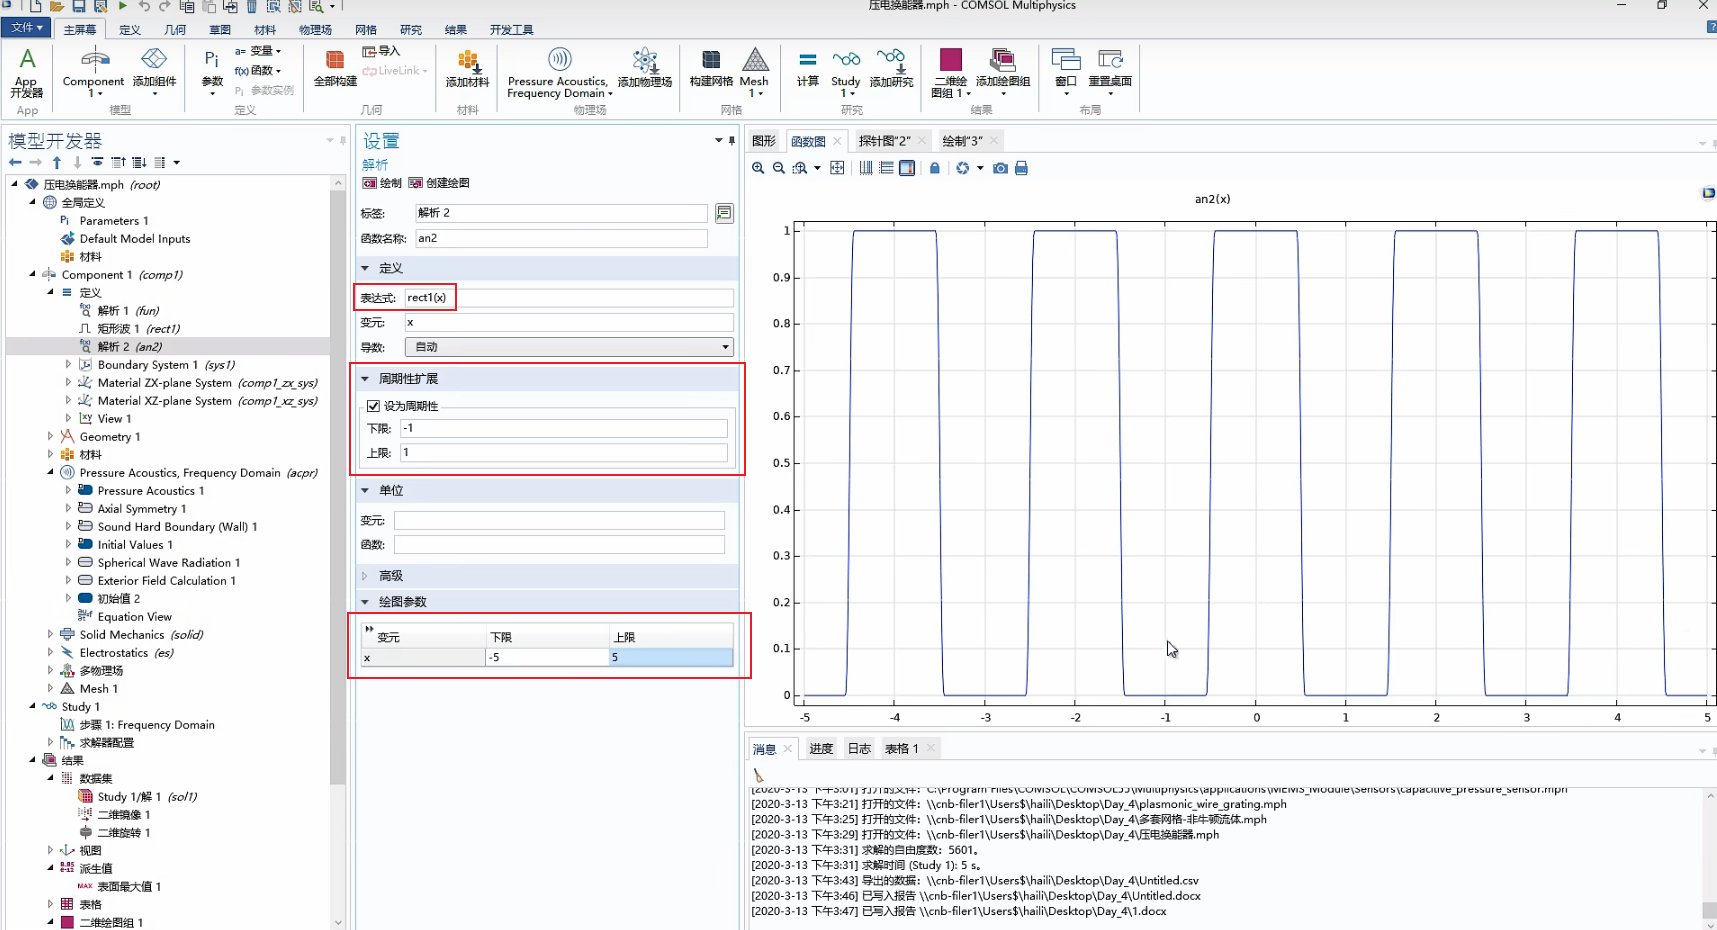 压电换能器.mph - COMSOL Multiphysics
文件 主屏幕 定义 几何 草图 材料 物理场 网格 研究 结果 开发工具
App 开发器
App
Component 1
添加组件
模型
Pi 参数
a= 变量
f(x) 函数
Pi 参数实例
定义
全部构建
导入
LiveLink
几何
添加材料
材料
Pressure Acoustics, Frequency Domain
添加物理场
物理场
构建网格
Mesh 1
网格
计算
Study 1
添加研究
研究
二维绘图组 1
添加绘图组
结果
窗口
重置桌面
布局
模型开发器
压电换能器.mph (root)
全局定义
Pi Parameters 1
Default Model Inputs
材料
Component 1 (comp1)
定义
解析 1 (fun)
矩形波 1 (rect1)
解析 2 (an2)
Boundary System 1 (sys1)
Material ZX-plane System (comp1_zx_sys)
Material XZ-plane System (comp1_xz_sys)
View 1
Geometry 1
材料
Pressure Acoustics, Frequency Domain (acpr)
Pressure Acoustics 1
Axial Symmetry 1
Sound Hard Boundary (Wall) 1
Initial Values 1
Spherical Wave Radiation 1
Exterior Field Calculation 1
初始值 2
Equation View
Solid Mechanics (solid)
Electrostatics (es)
多物理场
Mesh 1
Study 1
步骤 1: Frequency Domain
求解器配置
结果
数据集
Study 1/解 1 (sol1)
二维镜像 1
二维旋转 1
视图
8.85 e-12 派生值
MAX 表面最大值 1
表格
二维绘图组 1
设置
解析
绘制 创建绘图
标签: 解析 2
函数名称: an2
定义
表达式: rect1(x)
变元: x
导数: 自动
周期性扩展
设为周期性
下限: -1
上限: 1
单位
变元:
函数:
高级
绘图参数
变元 下限 上限
x -5 5
图形 函数图 探针图"2" 绘制"3"
an2(x)
1
0.9
0.8
0.7
0.6
0.5
0.4
0.3
0.2
0.1
0
-5 -4 -3 -2 -1 0 1 2 3 4 5
消息 进度 日志 表格 1
[2020-3-13 下午3:01] 打开的文件: C:\Program Files\COMSOL\COMSOL55\Multiphysics\applications\MEMS_Module\Sensors\capacitive_pressure_sensor.mph
[2020-3-13 下午3:21] 打开的文件: \\cnb-filer1\Users$\haili\Desktop\Day_4\plasmonic_wire_grating.mph
[2020-3-13 下午3:25] 打开的文件: \\cnb-filer1\Users$\haili\Desktop\Day_4\多套网格-非牛顿流体.mph
[2020-3-13 下午3:29] 打开的文件: \\cnb-filer1\Users$\haili\Desktop\Day_4\压电换能器.mph
[2020-3-13 下午3:31] 求解的自由度数: 5601。
[2020-3-13 下午3:31] 求解时间 (Study 1): 5 s。
[2020-3-13 下午3:43] 导出的数据: \\cnb-filer1\Users$\haili\Desktop\Day_4\Untitled.csv
[2020-3-13 下午3:46] 已写入报告 \\cnb-filer1\Users$\haili\Desktop\Day_4\Untitled.docx
[2020-3-13 下午3:47] 已写入报告 \\cnb-filer1\Users$\haili\Desktop\Day_4\1.docx